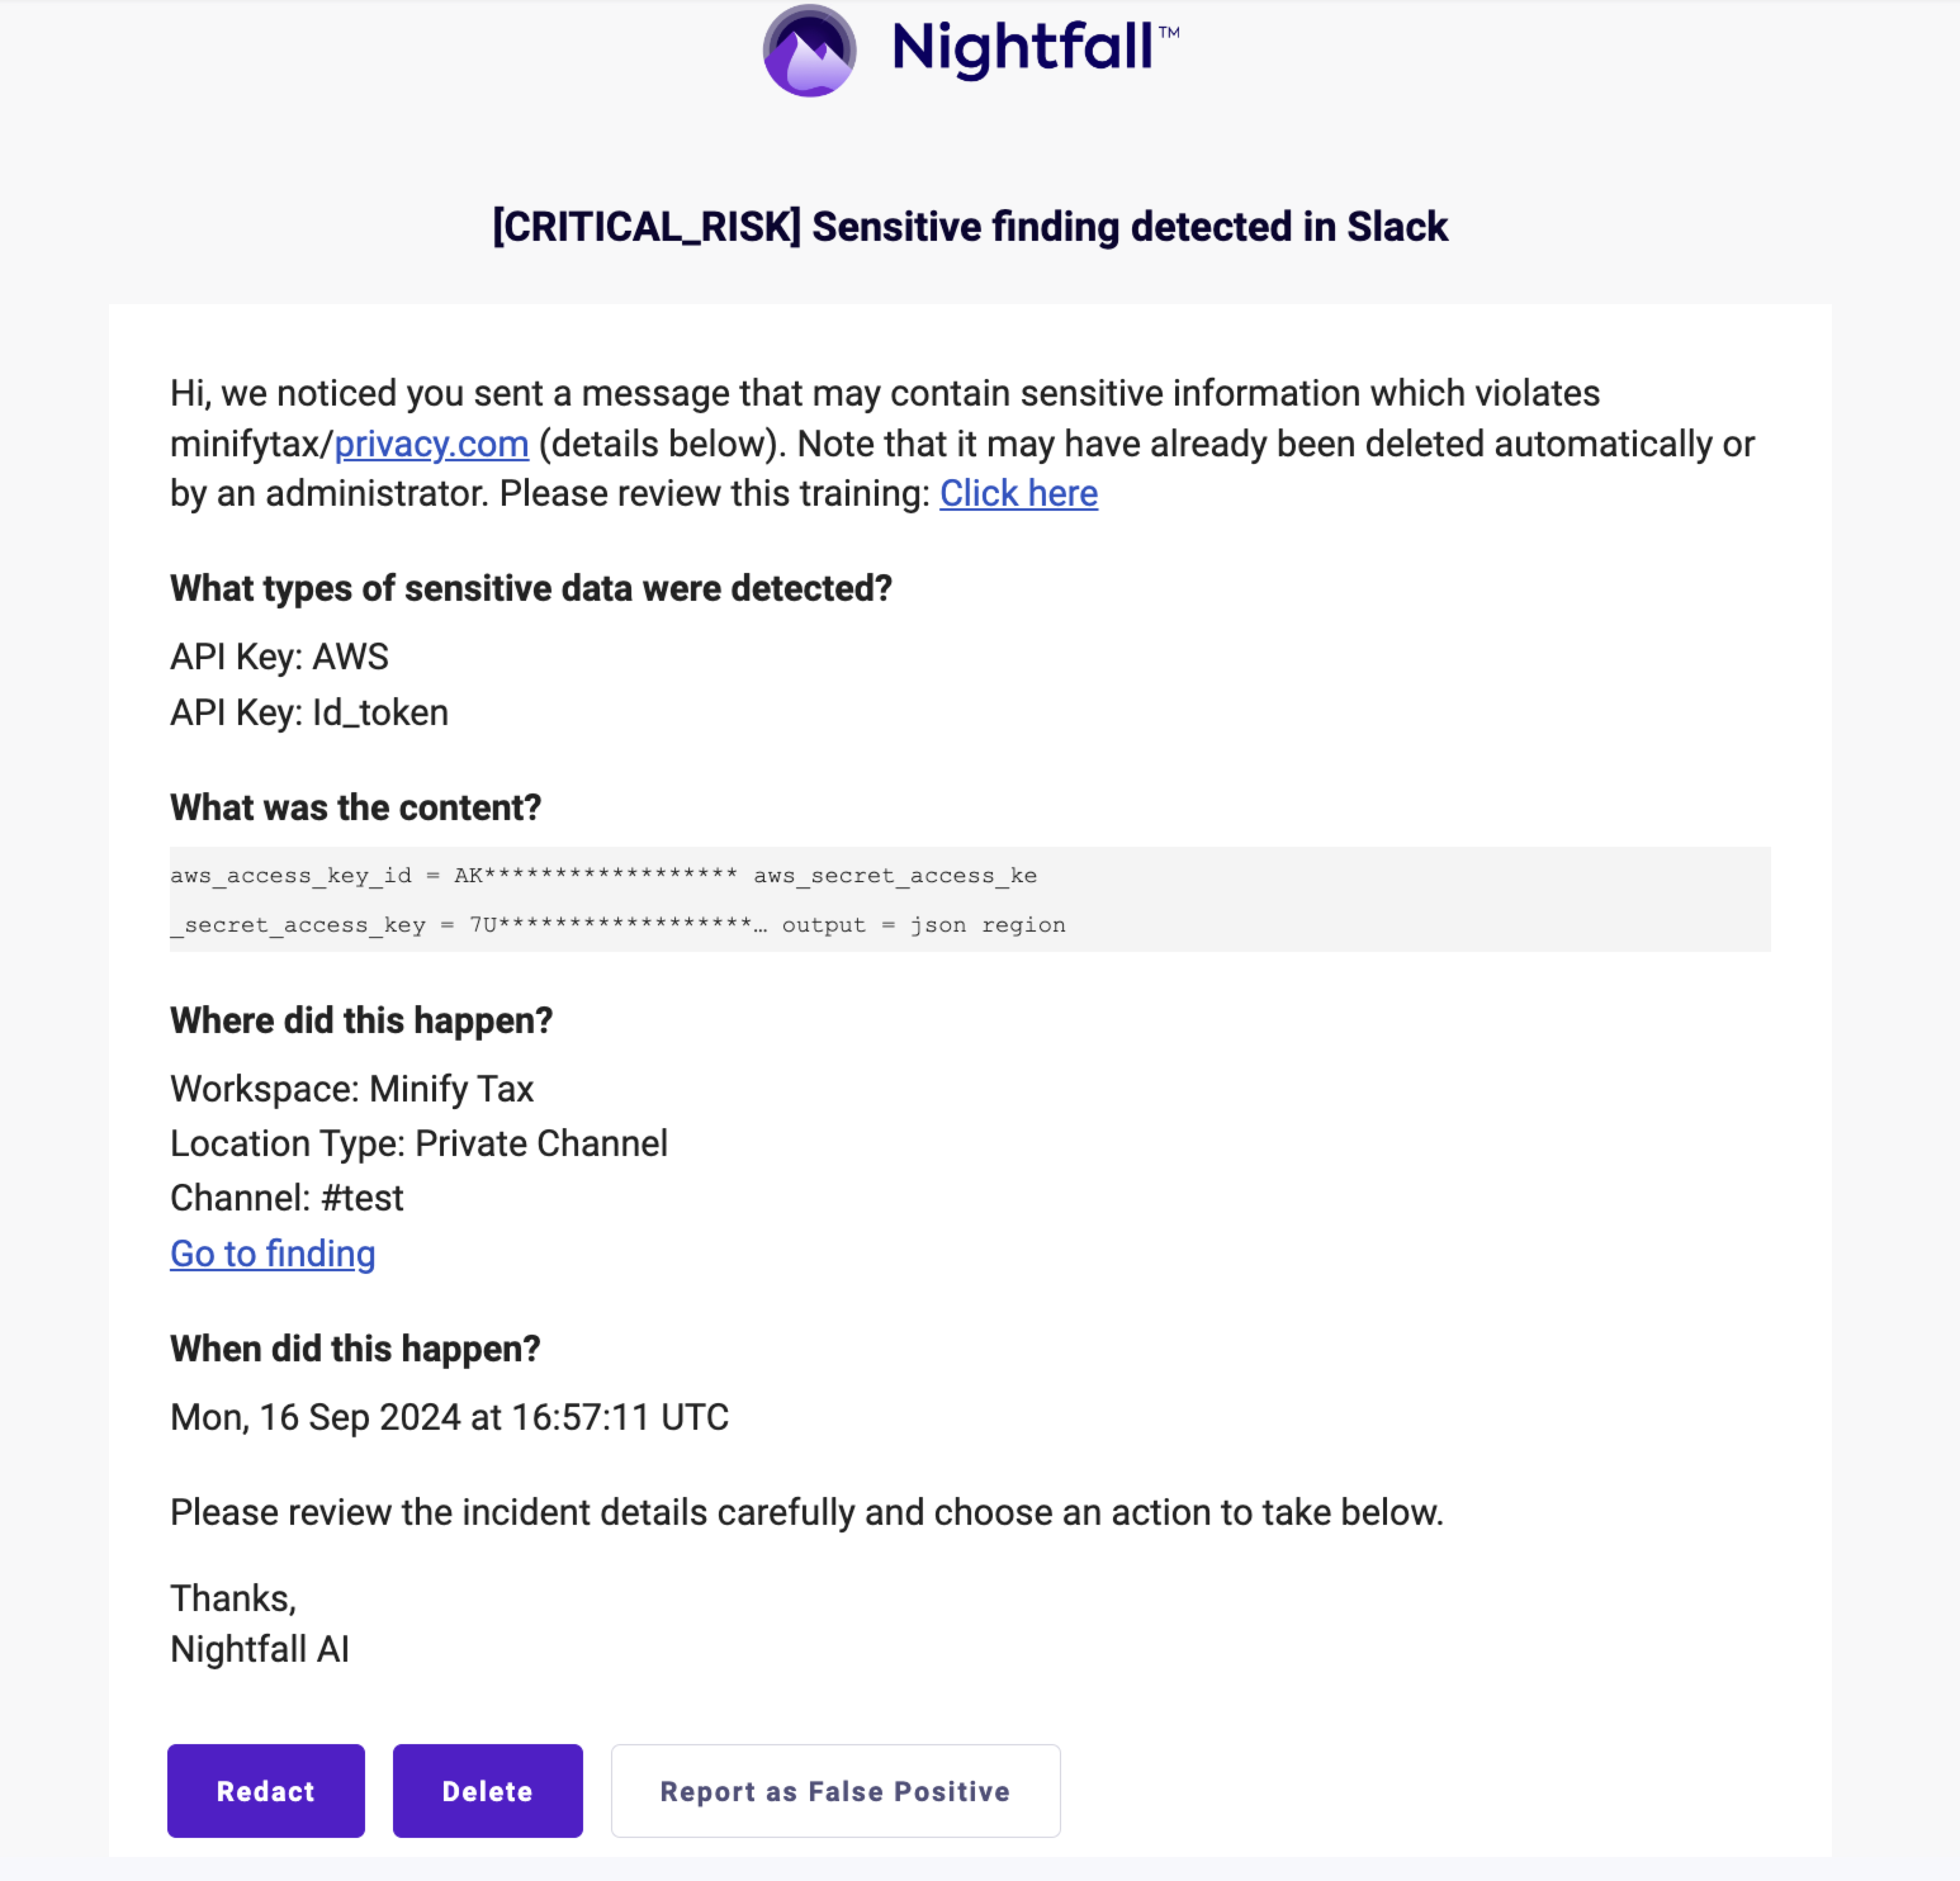 Nightfall™
[CRITICAL_RISK] Sensitive finding detected in Slack
Hi, we noticed you sent a message that may contain sensitive information which violates
minifytax/privacy.com (details below). Note that it may have already been deleted automatically or
by an administrator. Please review this training: Click here
What types of sensitive data were detected?
API Key: AWS
API Key: Id_token
What was the content?
aws_access_key_id = AK****************** aws_secret_access_ke
_secret_access_key = 7U******************… output = json region
Where did this happen?
Workspace: Minify Tax
Location Type: Private Channel
Channel: #test
Go to finding
When did this happen?
Mon, 16 Sep 2024 at 16:57:11 UTC
Please review the incident details carefully and choose an action to take below.
Thanks,
Nightfall AI
Redact Delete Report as False Positive